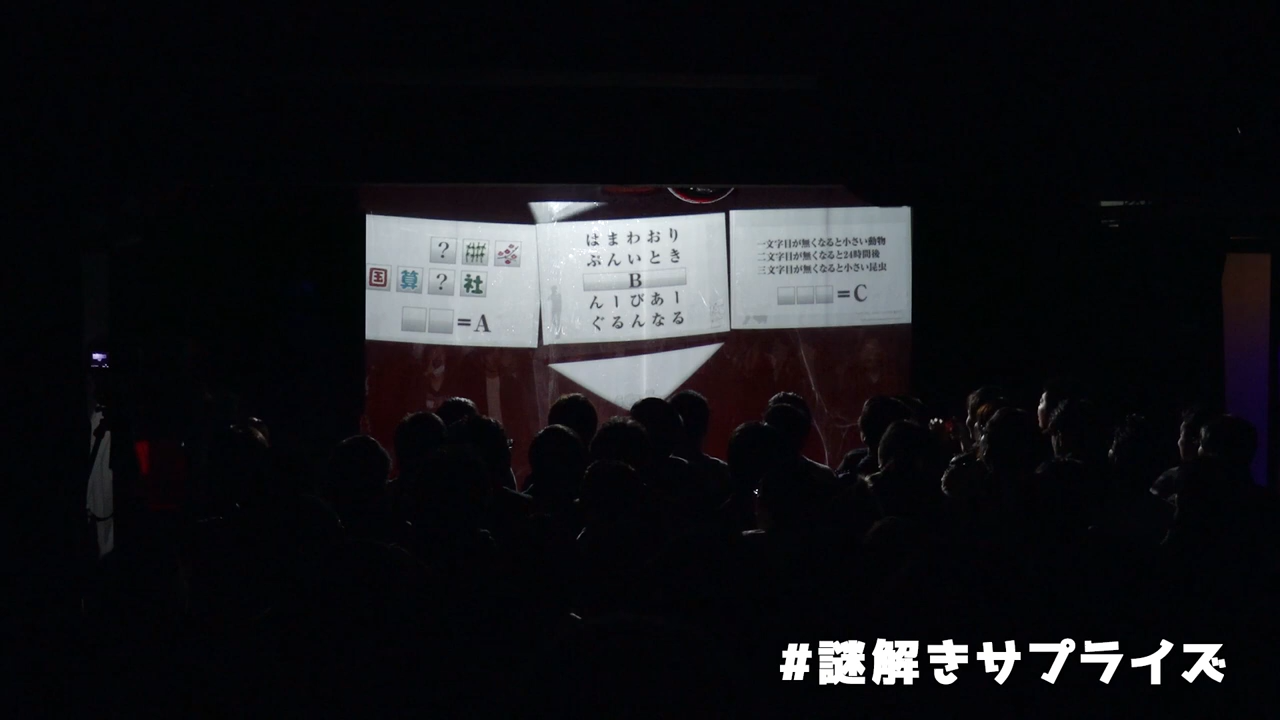 ?
国算?社
=A
はまわおり
ぶんいとき
B
んーびあー
ぐるんなる
一文字目が無くなると小さい動物
二文字目が無くなると24時間後
三文字目が無くなると小さい昆虫
=C
#謎解きサプライズ